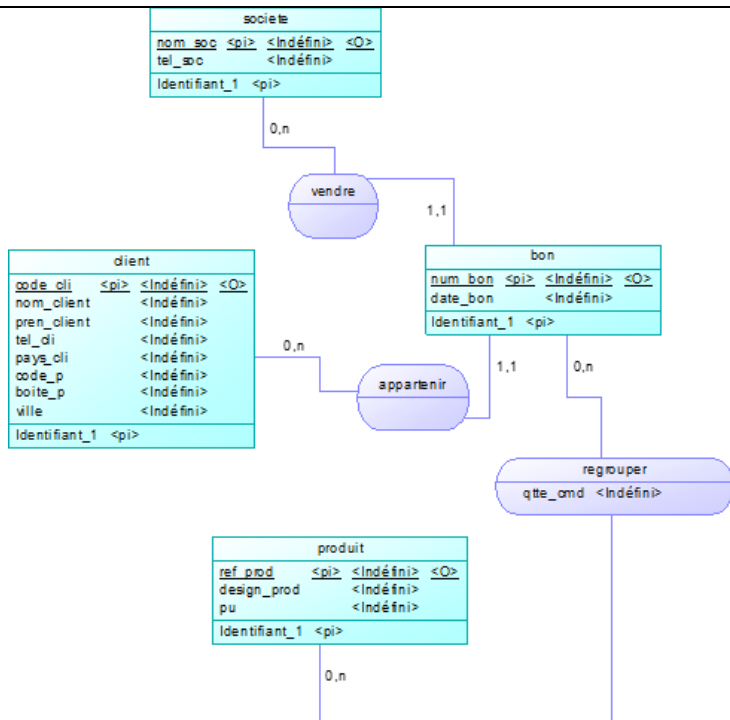 societe
nom_soc <pi> <Indéfini> <O>
tel_soc <Indéfini>
Identifiant_1 <pi>
0,n
vendre
1,1
client
code_cli <pi> <Indéfini> <O>
nom_client <Indéfini>
pren_client <Indéfini>
tel_cli <Indéfini>
pays_cli <Indéfini>
code_p <Indéfini>
boite_p <Indéfini>
ville <Indéfini>
Identifiant_1 <pi>
bon
num_bon <pi> <Indéfini> <O>
date_bon <Indéfini>
Identifiant_1 <pi>
0,n
appartenir
1,1
0,n
regrouper
qtte_cmd <Indéfini>
produit
ref_prod <pi> <Indéfini> <O>
design_prod <Indéfini>
pu <Indéfini>
Identifiant_1 <pi>
0,n